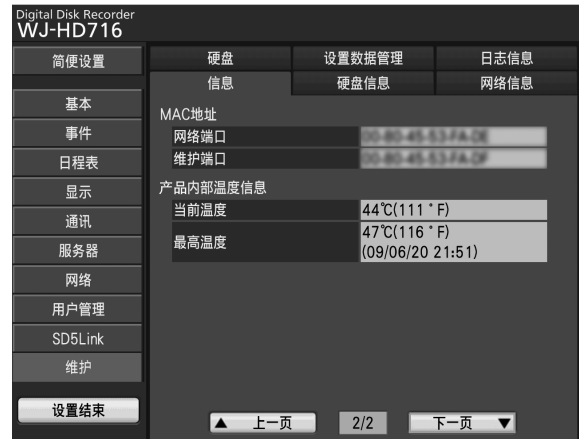 Digital Disk Recorder
WJ-HD716
简便设置
基本
事件
日程表
显示
通讯
服务器
网络
用户管理
SD5Link
维护
设置结束
硬盘 设置数据管理 日志信息
信息 硬盘信息 网络信息
MAC地址
网络端口
维护端口
产品内部温度信息
当前温度 44℃(111°F)
最高温度 47℃(116°F)
(09/06/20 21:51)
▲ 上一页 2/2 下一页 ▼